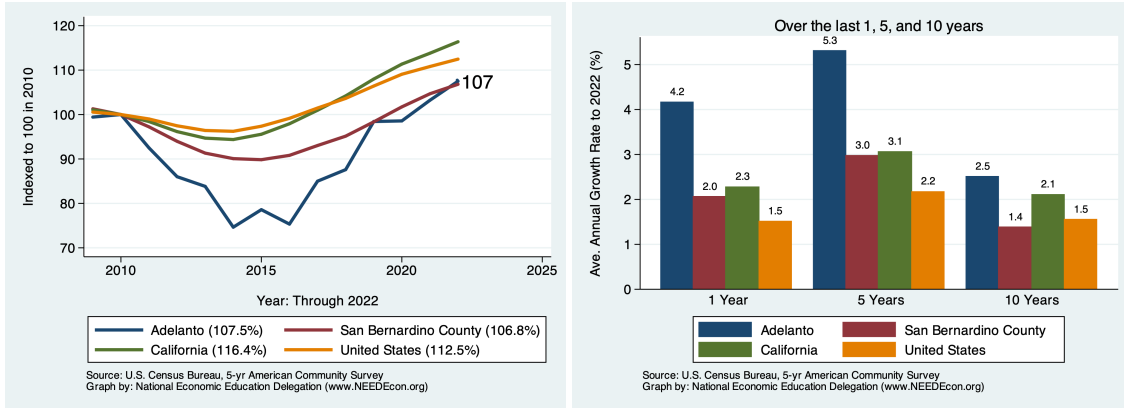 120
110
100
90
80
70
Indexed to 100 in 2010
107
2010
2015
2020
2025
Year: Through 2022
Adelanto (107.5%)
San Bernardino County (106.8%)
California (116.4%)
United States (112.5%)
Source: U.S. Census Bureau, 5-yr American Community Survey
Graph by: National Economic Education Delegation (www.NEEDEcon.org)
Over the last 1, 5, and 10 years
Ave. Annual Growth Rate to 2022 (%)
5
4
3
2
1
0
4.2
2.0
2.3
1.5
5.3
3.0
3.1
2.2
2.5
1.4
2.1
1.5
1 Year
5 Years
10 Years
Adelanto
San Bernardino County
California
United States
Source: U.S. Census Bureau, 5-yr American Community Survey
Graph by: National Economic Education Delegation (www.NEEDEcon.org)